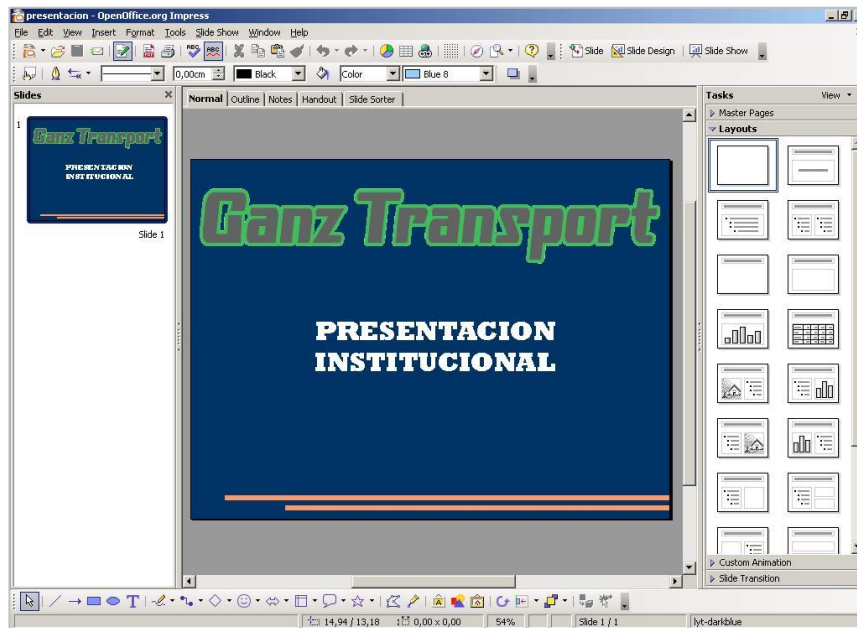 presentacion - OpenOffice.org Impress
File Edit View Insert Format Tools Slide Show Window Help
Slide Slide Design Slide Show
0,00cm Black Color Blue 8
Slides
Normal Outline Notes Handout Slide Sorter
Tasks View
Master Pages
Layouts
1
Ganz Transport
PRESENTACION
INSTITUCIONAL
Slide 1
Ganz Transport
PRESENTACION
INSTITUCIONAL
Custom Animation
Slide Transition
14,94 / 13,18 0,00 x 0,00 54% Slide 1 / 1 lyt-darkblue